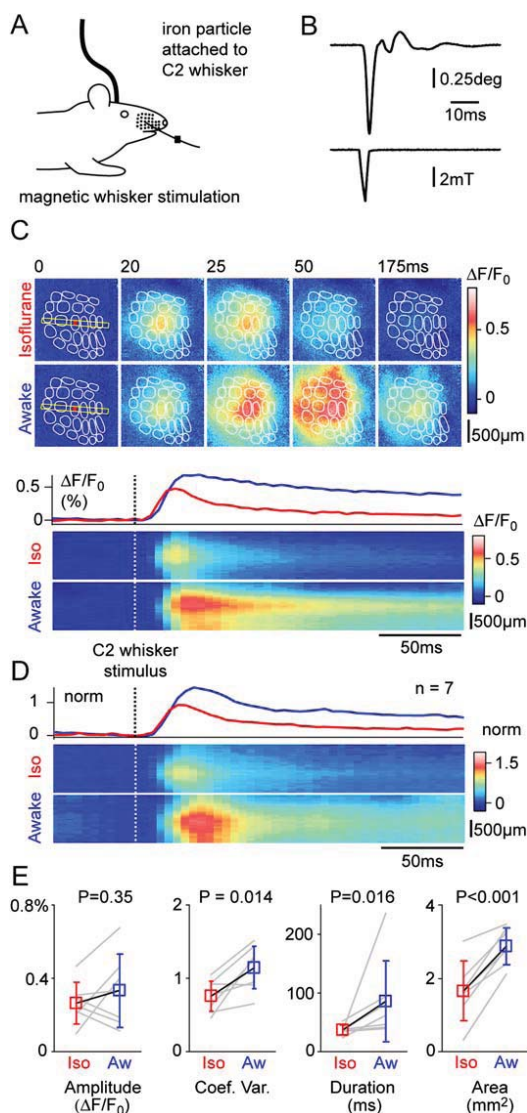 A
iron particle
attached to
C2 whisker
magnetic whisker stimulation
B
0.25deg
10ms
2mT
C
0 20 25 50 175ms
Isoflurane
Awake
ΔF/F0
0.5
0
500µm
ΔF/F0
(%)
0.5
0
Iso
Awake
ΔF/F0
0.5
0
500µm
50ms
C2 whisker
stimulus
D
norm
n = 7
1
0
Iso
Awake
norm
1.5
1.0
0
500µm
50ms
E
P=0.35
0.8%
0.4
0
Iso Aw
Amplitude
(ΔF/F0)
P = 0.014
2
1
0
Iso Aw
Coef. Var.
P=0.016
200
100
0
Iso Aw
Duration
(ms)
P<0.001
4
2
0
Iso Aw
Area
(mm²)